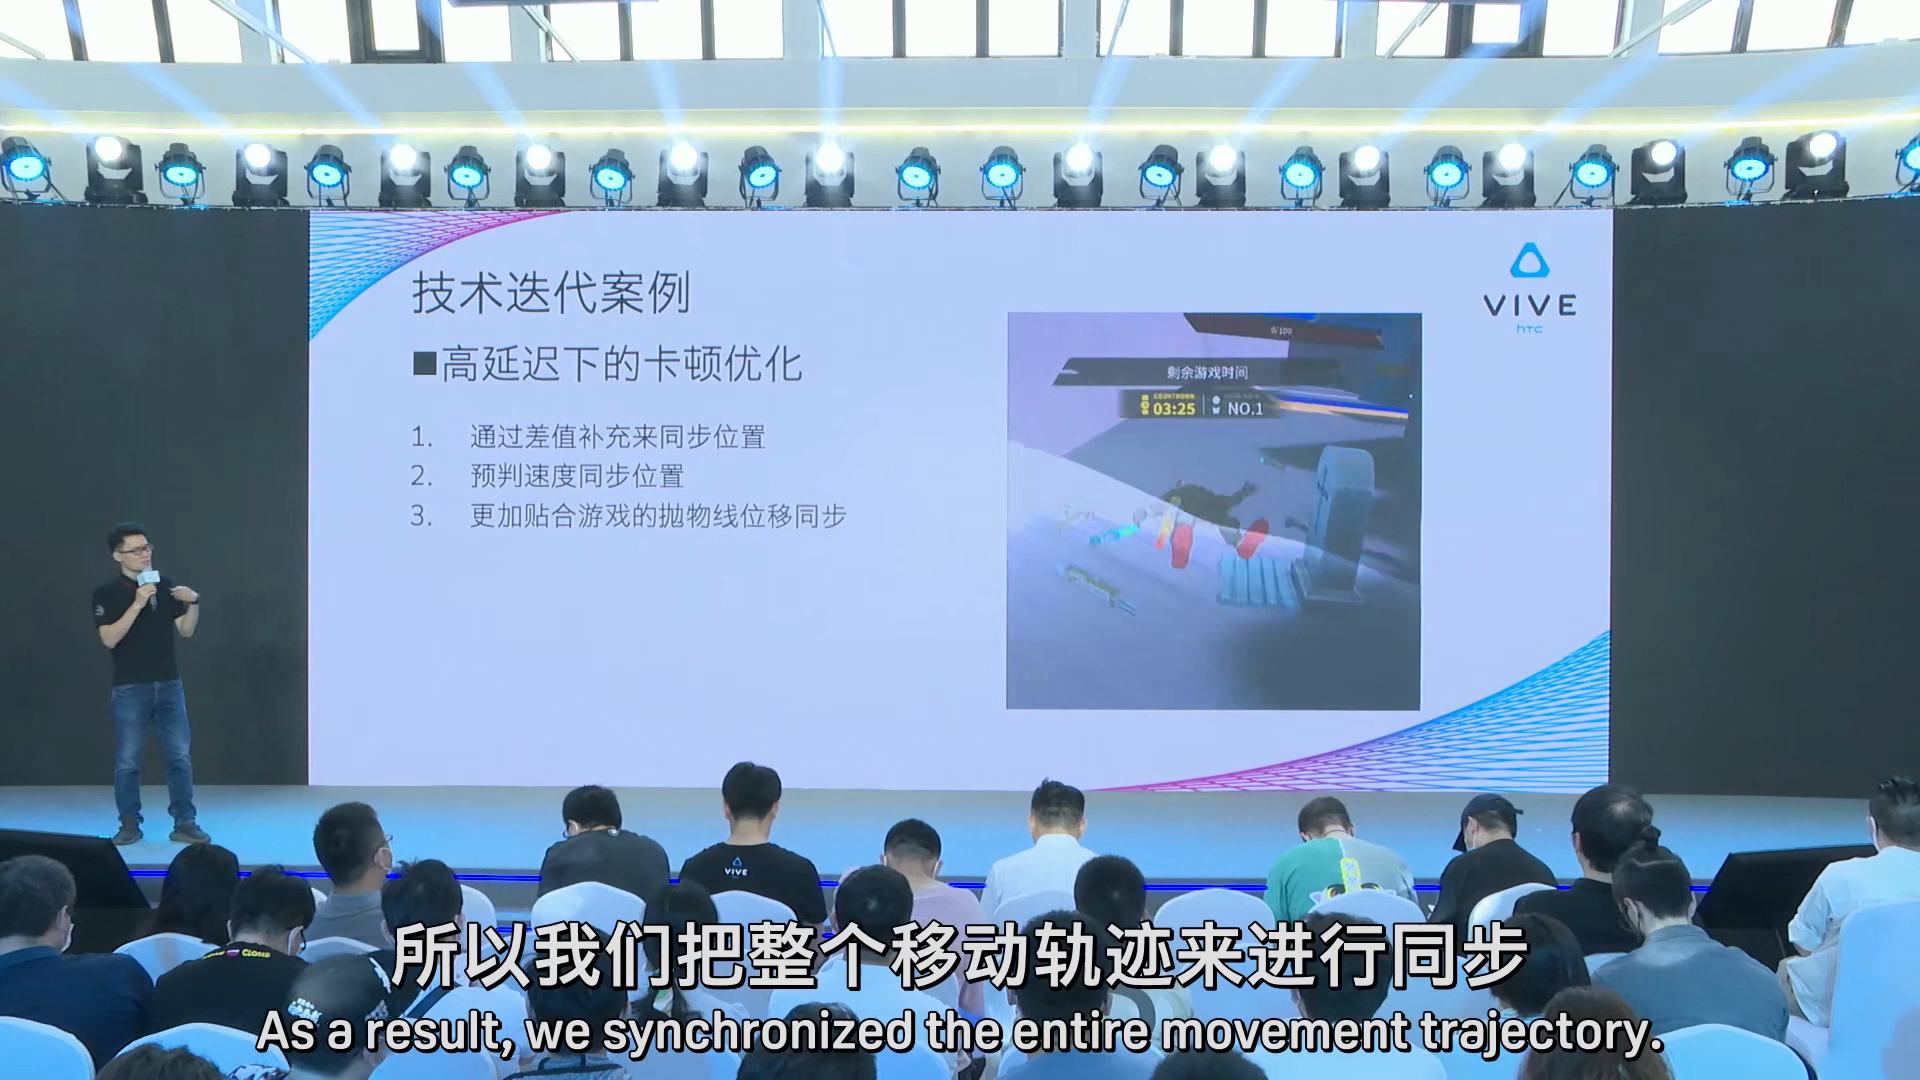 技术迭代案例
■高延迟下的卡顿优化
1. 通过差值补充来同步位置
2. 预判速度同步位置
3. 更加贴合游戏的抛物线位移同步
0/100
剩余游戏时间
COUNTDOWN
03:25
NO.1
VIVE
hTC
VIVE
CLOSED
所以我们把整个移动轨迹来进行同步
As a result, we synchronized the entire movement trajectory.